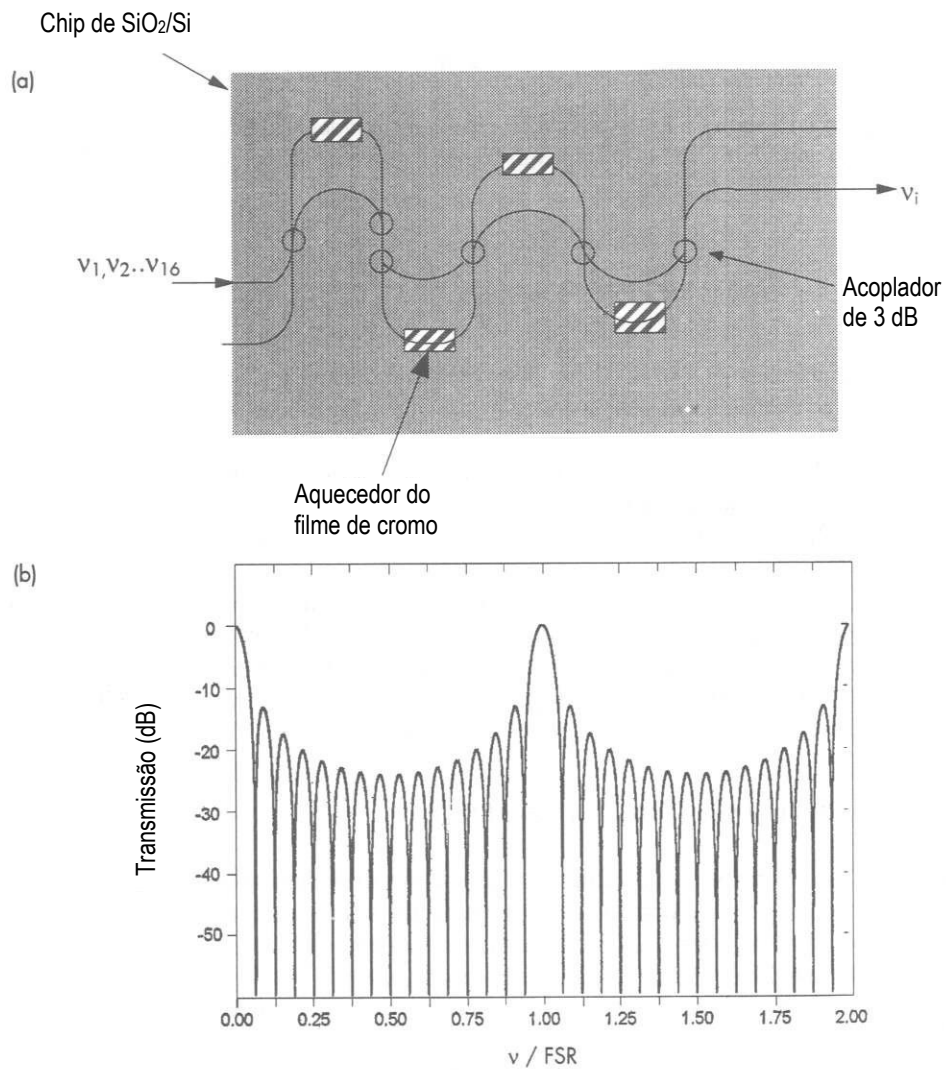 Chip de SiO₂/Si
(a)
ν₁,ν₂..ν₁₆
νᵢ
Acoplador
de 3 dB
Aquecedor do
filme de cromo
(b)
Transmissão (dB)
0
-10
-20
-30
-40
-50
7
0.00
0.25
0.50
0.75
1.00
1.25
1.50
1.75
2.00
ν / FSR